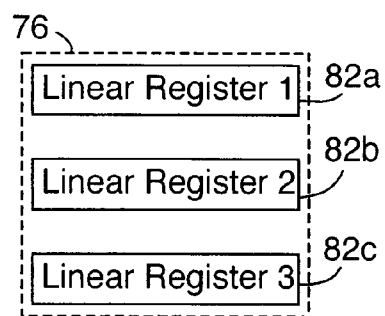 76
Linear Register 1
82a
Linear Register 2
82b
Linear Register 3
82c